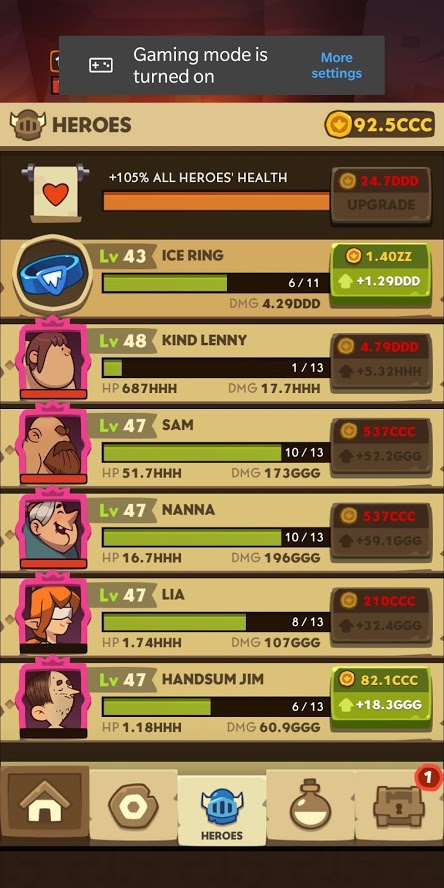 Gaming mode is
turned on
More
settings
HEROES
92.5CCC
+105% ALL HEROES' HEALTH
24.7DDD
UPGRADE
Lv 43 ICE RING
6 / 11
DMG 4.29DDD
1.40ZZ
+1.29DDD
Lv 48 KIND LENNY
1 / 13
HP 687HHH DMG 17.7HHH
4.79DDD
+5.32HHH
Lv 47 SAM
10 / 13
HP 51.7HHH DMG 173GGG
537CCC
+52.2GGG
Lv 47 NANNA
10 / 13
HP 16.7HHH DMG 196GGG
537CCC
+59.1GGG
Lv 47 LIA
8 / 13
HP 1.74HHH DMG 107GGG
210CCC
+32.4GGG
Lv 47 HANDSUM JIM
6 / 13
HP 1.18HHH DMG 60.9GGG
82.1CCC
+18.3GGG
HEROES
1